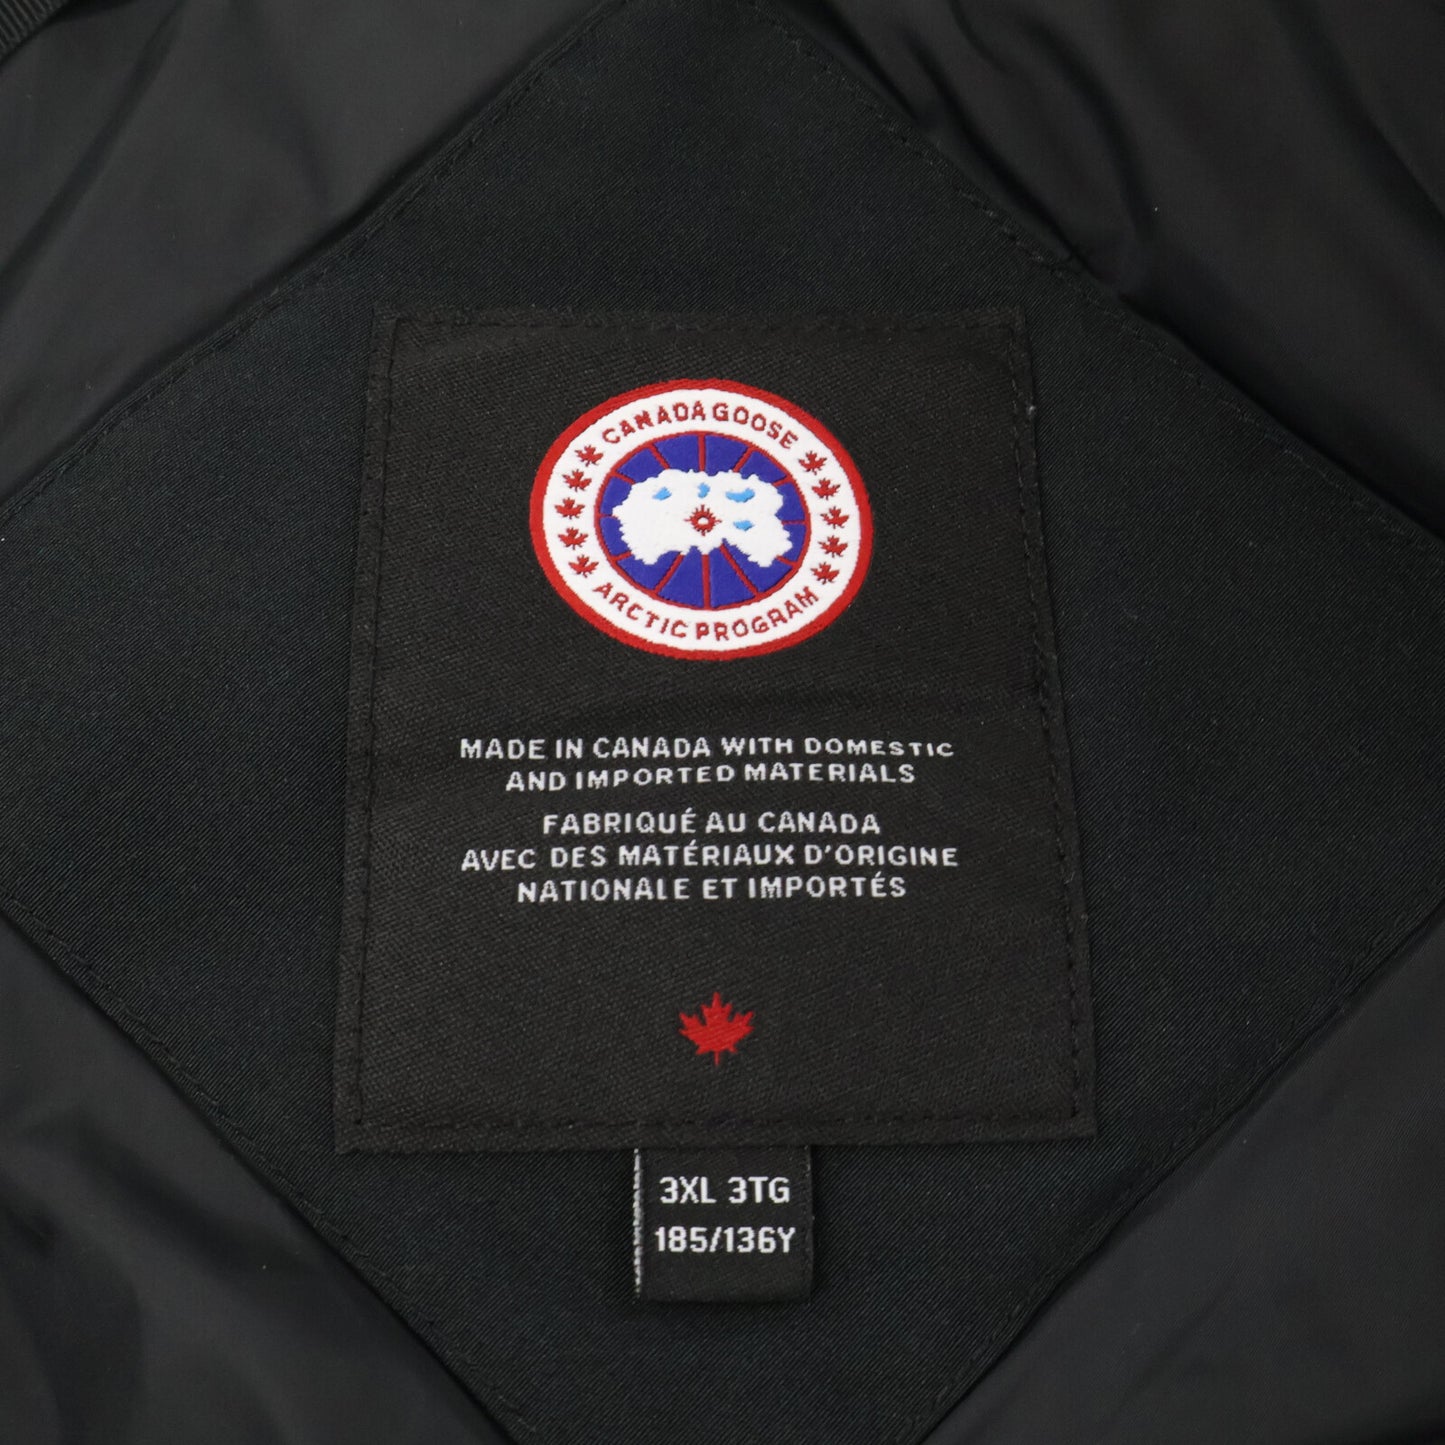 CANADA GOOSE
ARCTIC PROGRAM
MADE IN CANADA WITH DOMESTIC
AND IMPORTED MATERIALS
FABRIQUÉ AU CANADA
AVEC DES MATÉRIAUX D'ORIGINE
NATIONALE ET IMPORTÉS
3XL 3TG
185/136Y